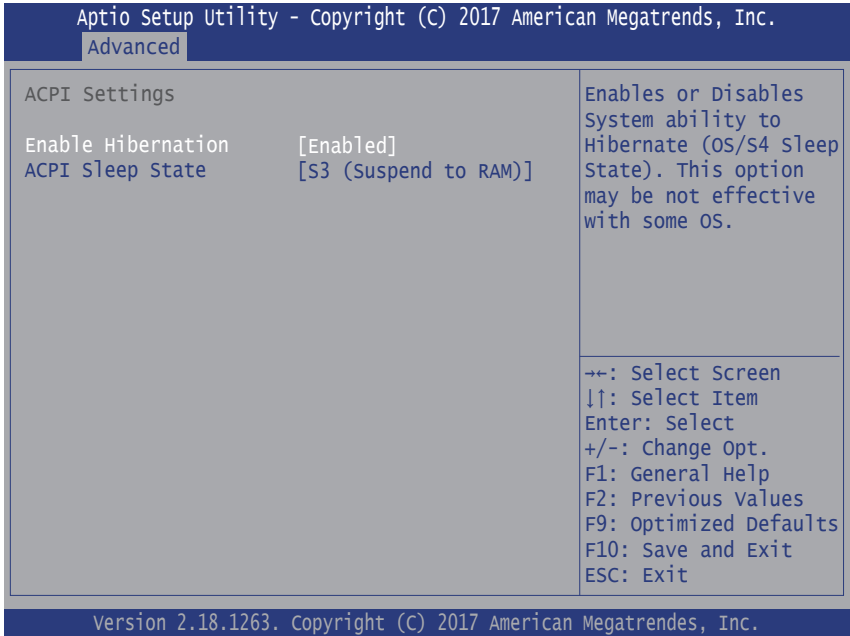 Aptio Setup Utility - Copyright (C) 2017 American Megatrends, Inc.
Advanced
ACPI Settings
Enable Hibernation [Enabled]
ACPI Sleep State [S3 (Suspend to RAM)]
Enables or Disables
System ability to
Hibernate (OS/S4 Sleep
State). This option
may be not effective
with some OS.
→←: Select Screen
↓↑: Select Item
Enter: Select
+/-: Change Opt.
F1: General Help
F2: Previous Values
F9: Optimized Defaults
F10: Save and Exit
ESC: Exit
Version 2.18.1263. Copyright (C) 2017 American Megatrendes, Inc.